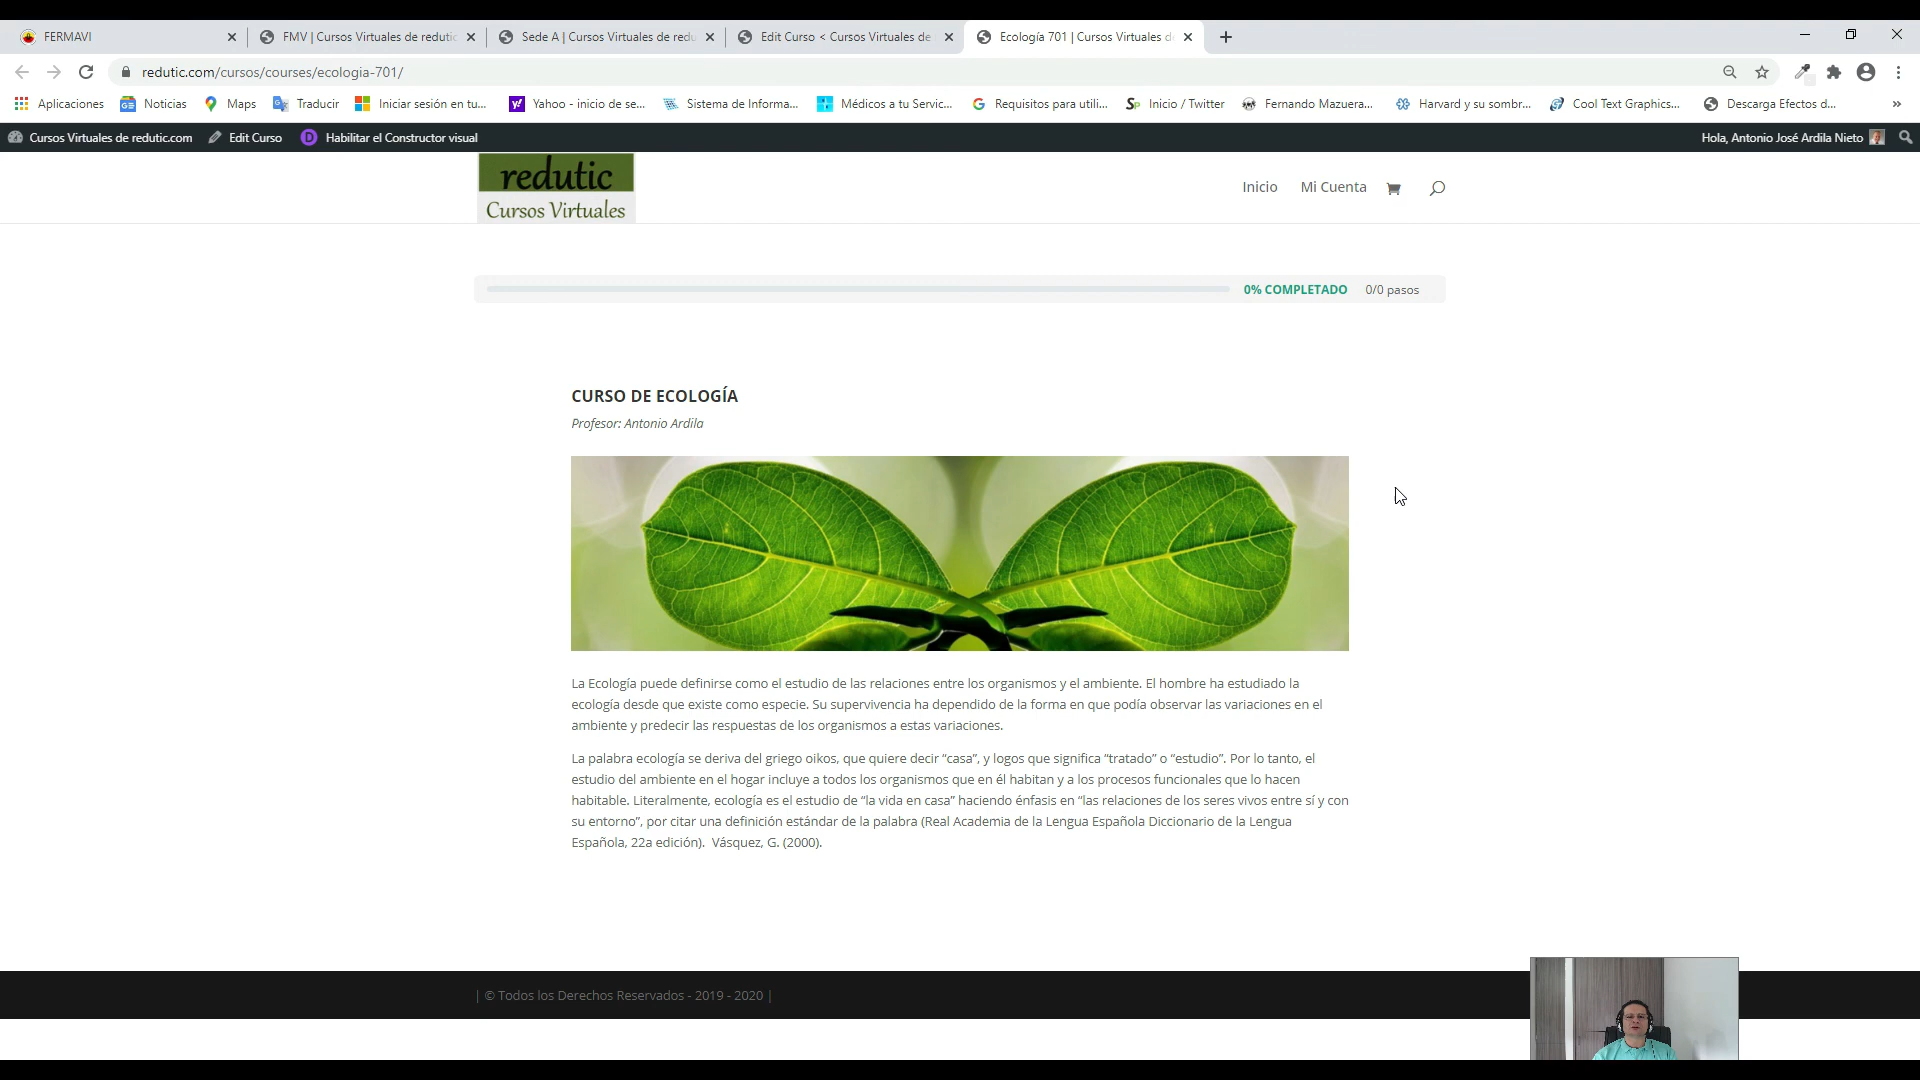 FERMAVI
FMV | Cursos Virtuales de redutic
Sede A | Cursos Virtuales de redu
Edit Curso < Cursos Virtuales de
Ecología 701 | Cursos Virtuales de
redutic.com/cursos/courses/ecologia-701/
Aplicaciones
Noticias
Maps
Traducir
Iniciar sesión en tu...
Yahoo - inicio de se...
Sistema de Informa...
Médicos a tu Servic...
Requisitos para utili...
Inicio / Twitter
Fernando Mazuera...
Harvard y su sombr...
Cool Text Graphics...
Descarga Efectos d...
»
Cursos Virtuales de redutic.com
Edit Curso
D Habilitar el Constructor visual
Hola, Antonio José Ardila Nieto
redutic
Cursos Virtuales
Inicio
Mi Cuenta
0% COMPLETADO
0/0 pasos
CURSO DE ECOLOGÍA
Profesor: Antonio Ardila
La Ecología puede definirse como el estudio de las relaciones entre los organismos y el ambiente. El hombre ha estudiado la
ecología desde que existe como especie. Su supervivencia ha dependido de la forma en que podía observar las variaciones en el
ambiente y predecir las respuestas de los organismos a estas variaciones.
La palabra ecología se deriva del griego oikos, que quiere decir “casa”, y logos que significa “tratado” o “estudio”. Por lo tanto, el
estudio del ambiente en el hogar incluye a todos los organismos que en él habitan y a los procesos funcionales que lo hacen
habitable. Literalmente, ecología es el estudio de “la vida en casa” haciendo énfasis en “las relaciones de los seres vivos entre sí y con
su entorno”, por citar una definición estándar de la palabra (Real Academia de la Lengua Española Diccionario de la Lengua
Española, 22a edición).  Vásquez, G. (2000).
| © Todos los Derechos Reservados - 2019 - 2020 |